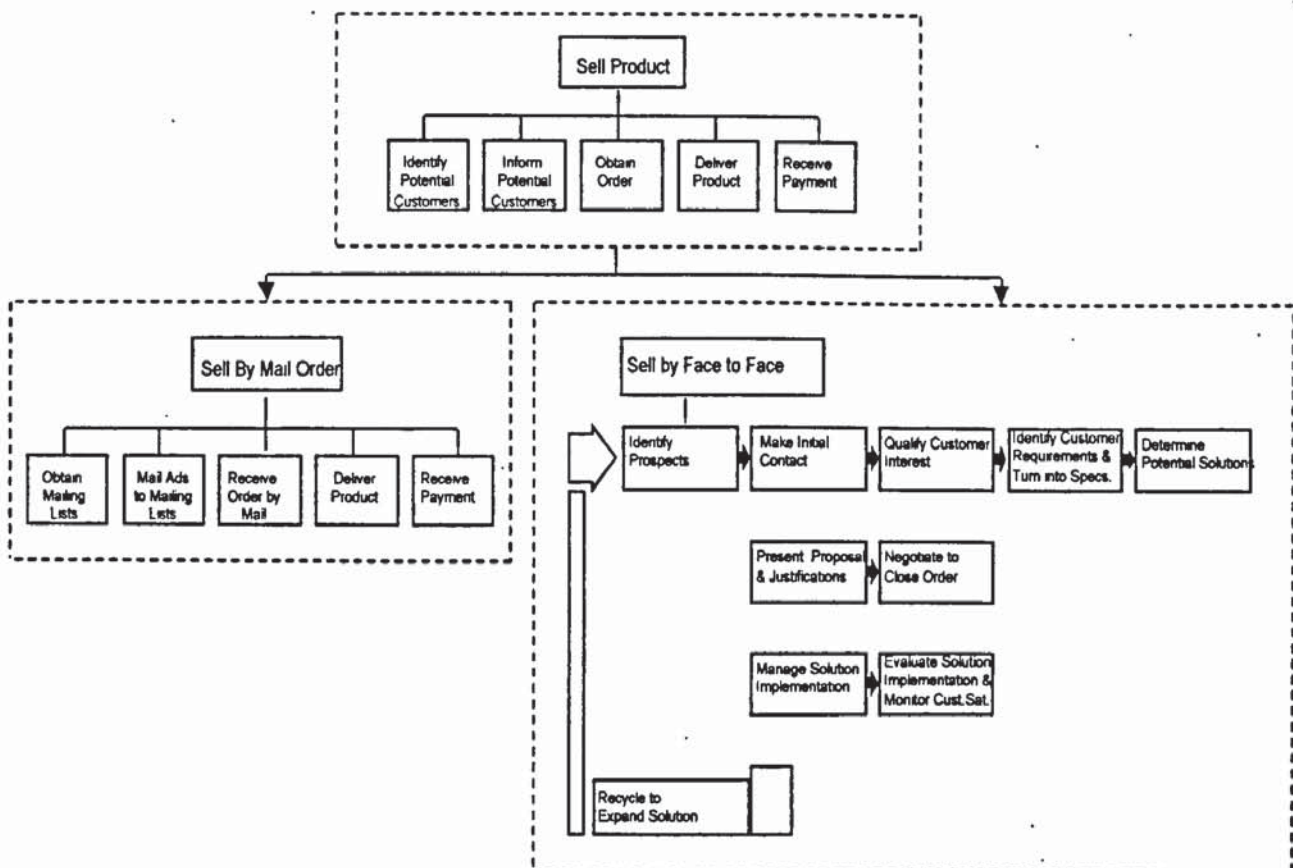 Sell Product
Identify
Potential
Customers
Inform
Potential
Customers
Obtain
Order
Deliver
Product
Receive
Payment
Sell By Mail Order
Obtain
Mailing
Lists
Mail Ads
to Mailing
Lists
Receive
Order by
Mail
Deliver
Product
Receive
Payment
Sell by Face to Face
Identify
Prospects
Make Initial
Contact
Qualify Customer
Interest
Identify Customer
Requirements &
Turn into Specs.
Determine
Potential Solutions
Present Proposal
& Justifications
Negotiate to
Close Order
Manage Solution
Implementation
Evaluate Solution
Implementation &
Monitor Cust.Sat.
Recycle to
Expand Solution